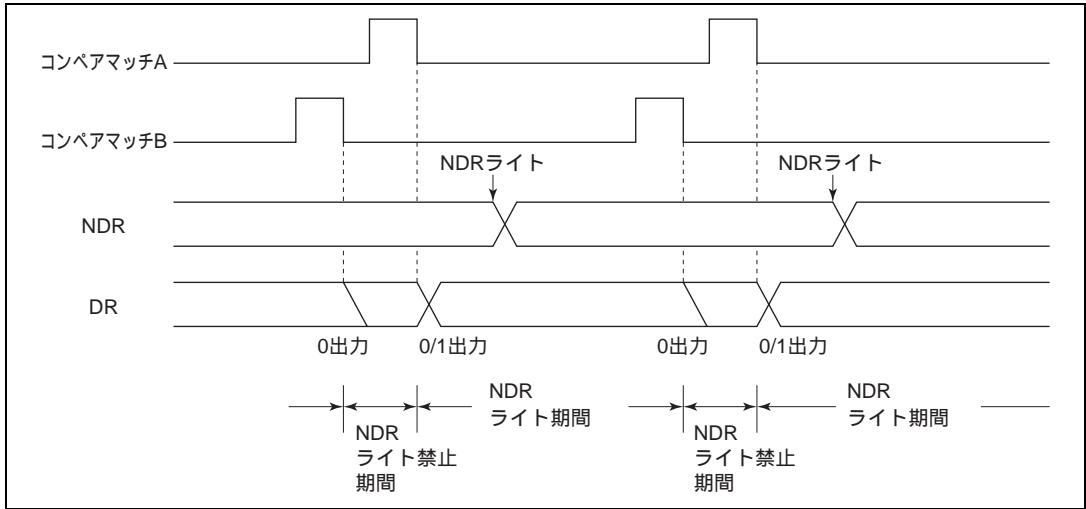 コンペアマッチA
コンペアマッチB
NDRライト
NDRライト
NDR
DR
0出力
0/1出力
0出力
0/1出力
NDR
ライト期間
NDR
ライト期間
NDR
ライト禁止
期間
NDR
ライト禁止
期間